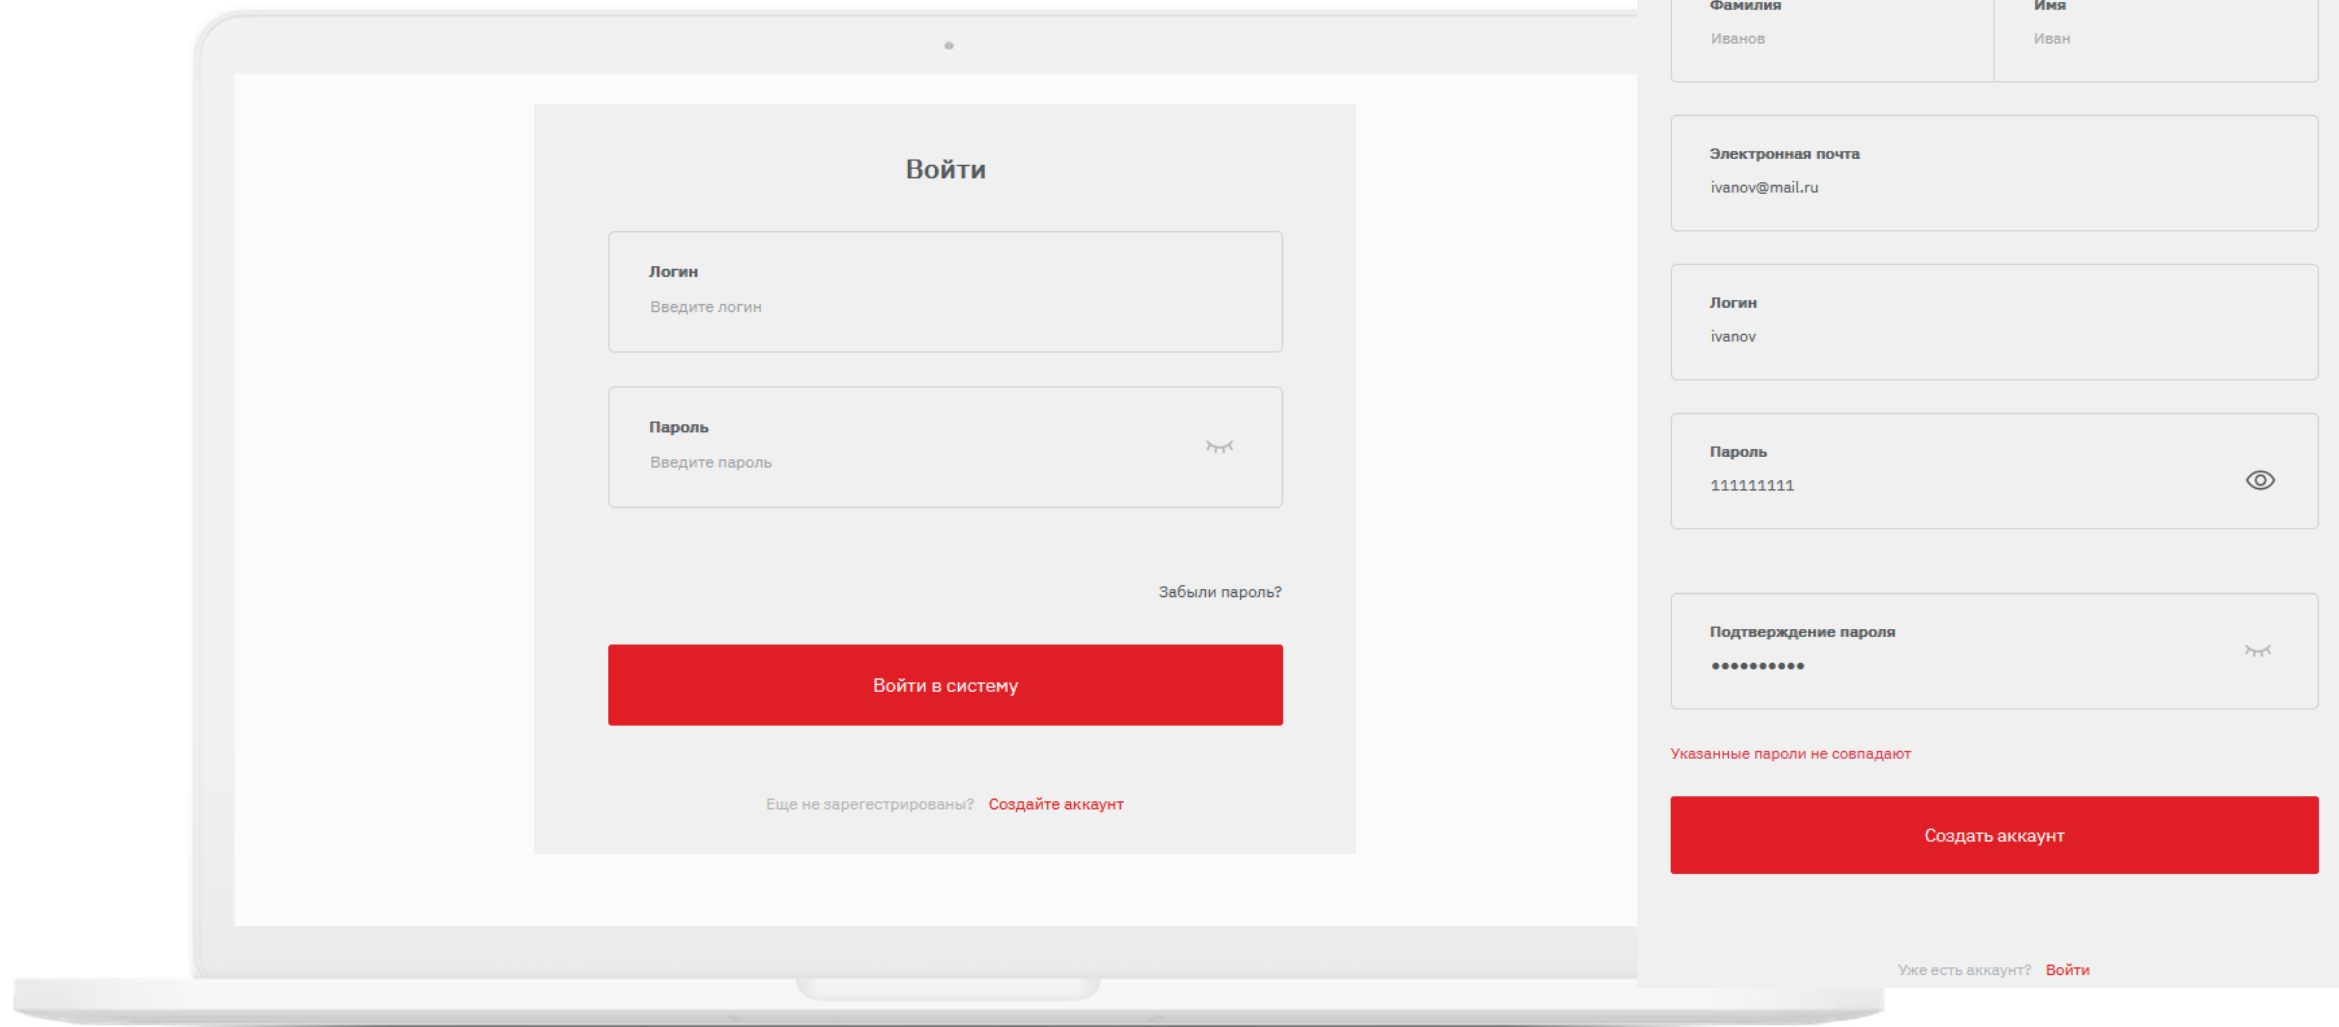 Войти
Логин
Введите логин
Пароль
Введите пароль
Забыли пароль?
Войти в систему
Еще не зарегестрированы? Создайте аккаунт
Фамилия Имя
Иванов Иван
Электронная почта
ivanov@mail.ru
Логин
ivanov
Пароль
111111111
Подтверждение пароля
••••••••••
Указанные пароли не совпадают
Создать аккаунт
Уже есть аккаунт? Войти